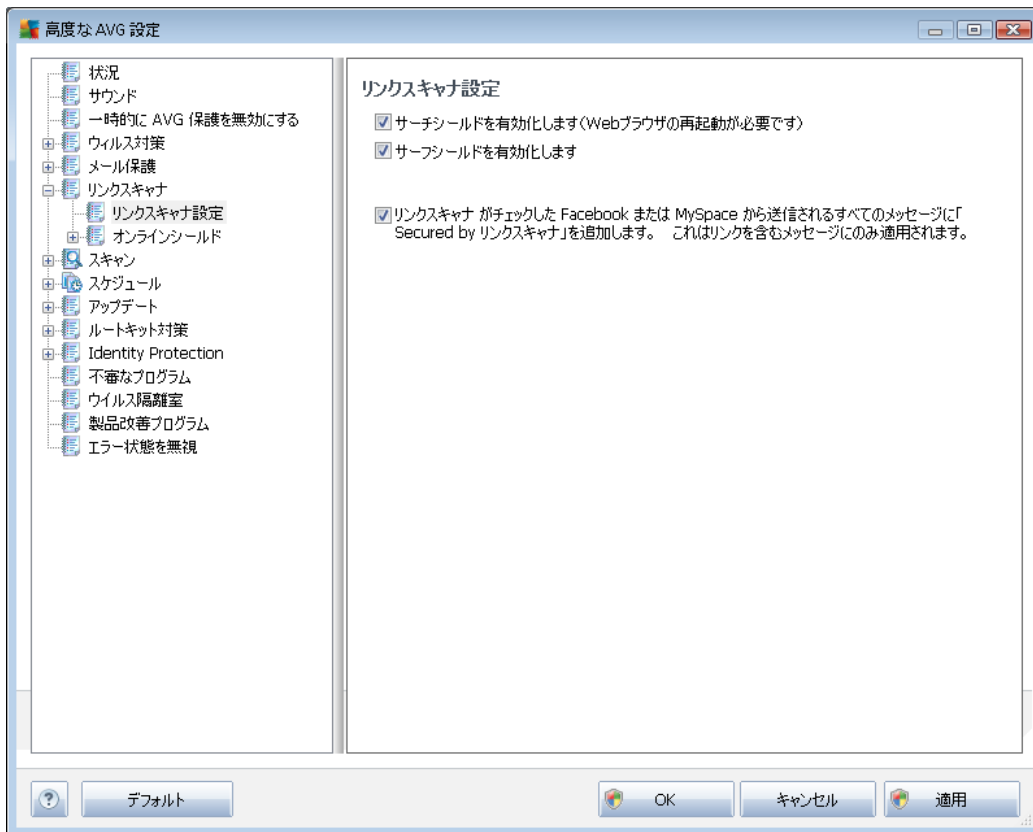 高度な AVG 設定
状況
サウンド
一時的に AVG 保護を無効にする
ウィルス対策
メール保護
リンクスキャナ
リンクスキャナ設定
オンラインシールド
スキャン
スケジュール
アップデート
ルートキット対策
Identity Protection
不審なプログラム
ウイルス隔離室
製品改善プログラム
エラー状態を無視
リンクスキャナ設定
サーチシールドを有効化します(Webブラウザの再起動が必要です)
サーフシールドを有効化します
リンクスキャナ がチェックした Facebook または MySpace から送信されるすべてのメッセージに「
Secured by リンクスキャナ」を追加します。 これはリンクを含むメッセージにのみ適用されます。
?
デフォルト
OK
キャンセル
適用